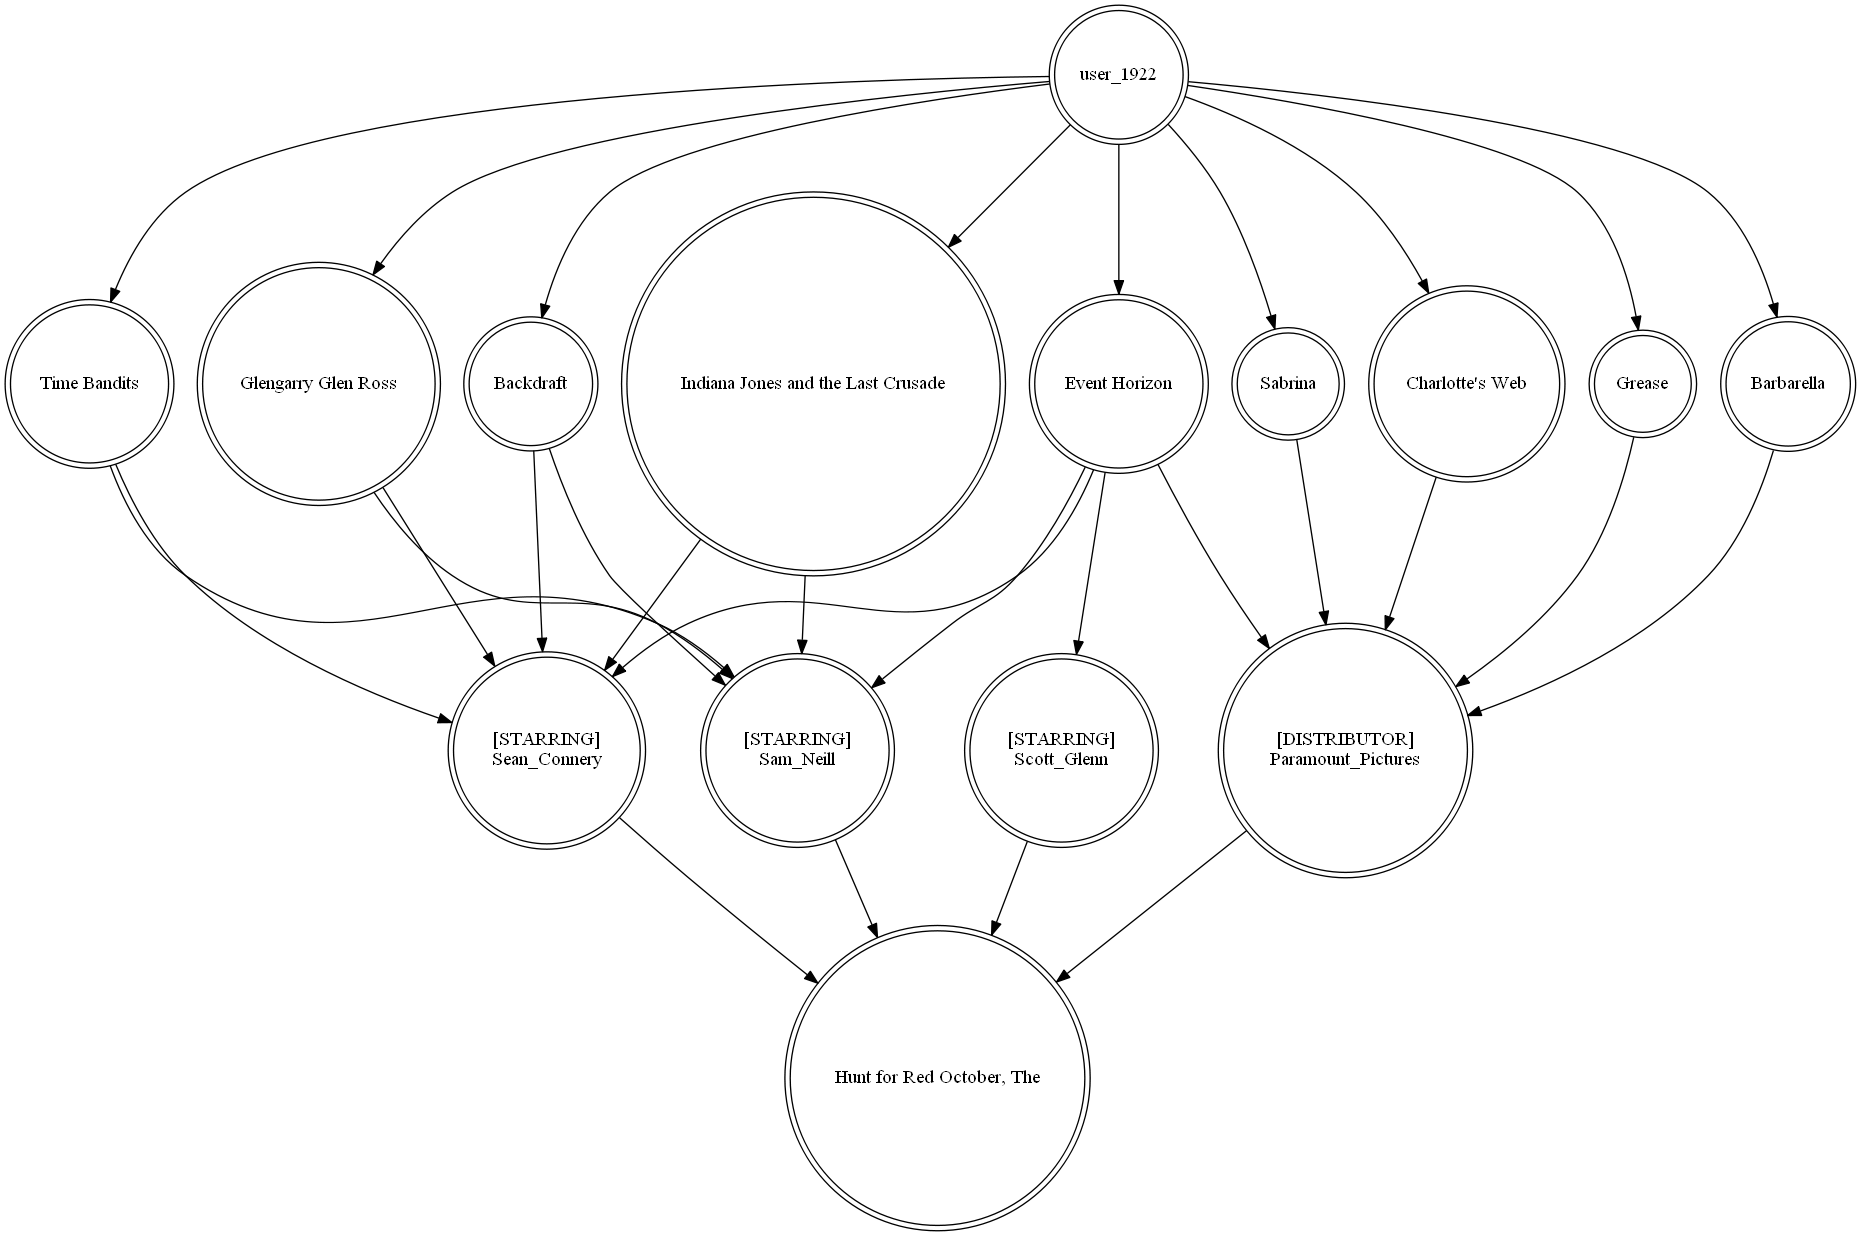 user_1922
Time Bandits
Glengarry Glen Ross
Backdraft
Indiana Jones and the Last Crusade
Event Horizon
Sabrina
Charlotte's Web
Grease
Barbarella
[STARRING]
Sean_Connery
[STARRING]
Sam_Neill
[STARRING]
Scott_Glenn
[DISTRIBUTOR]
Paramount_Pictures
Hunt for Red October, The